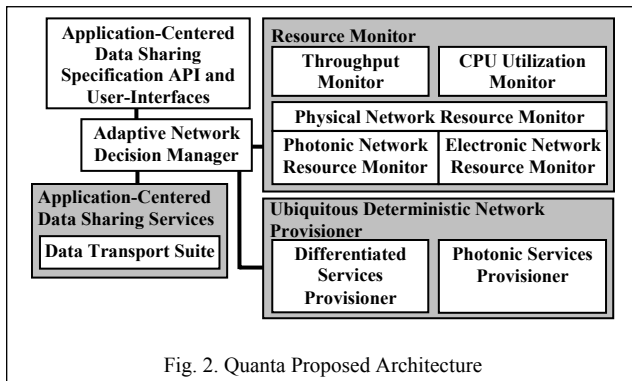 Application-Centered
Data Sharing
Specification API and
User-Interfaces
Adaptive Network
Decision Manager
Application-Centered
Data Sharing Services
Data Transport Suite
Resource Monitor
Throughput
Monitor
CPU Utilization
Monitor
Physical Network Resource Monitor
Photonic Network
Resource Monitor
Electronic Network
Resource Monitor
Ubiquitous Deterministic Network
Provisioner
Differentiated
Services
Provisioner
Photonic Services
Provisioner
Fig. 2. Quanta Proposed Architecture